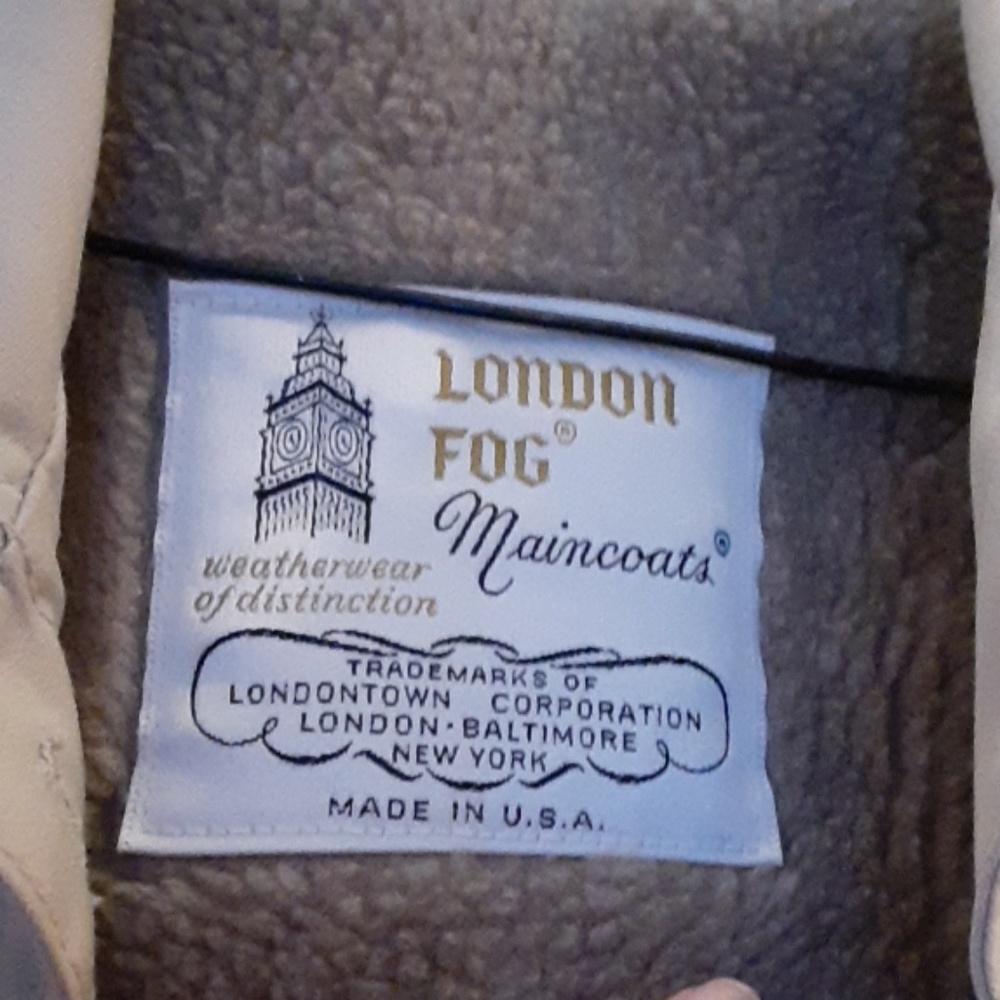 LONDON
FOG®
Maincoats®
weatherwear
of distinction
TRADEMARKS OF
LONDONTOWN CORPORATION
LONDON·BALTIMORE
NEW YORK
MADE IN U.S.A.